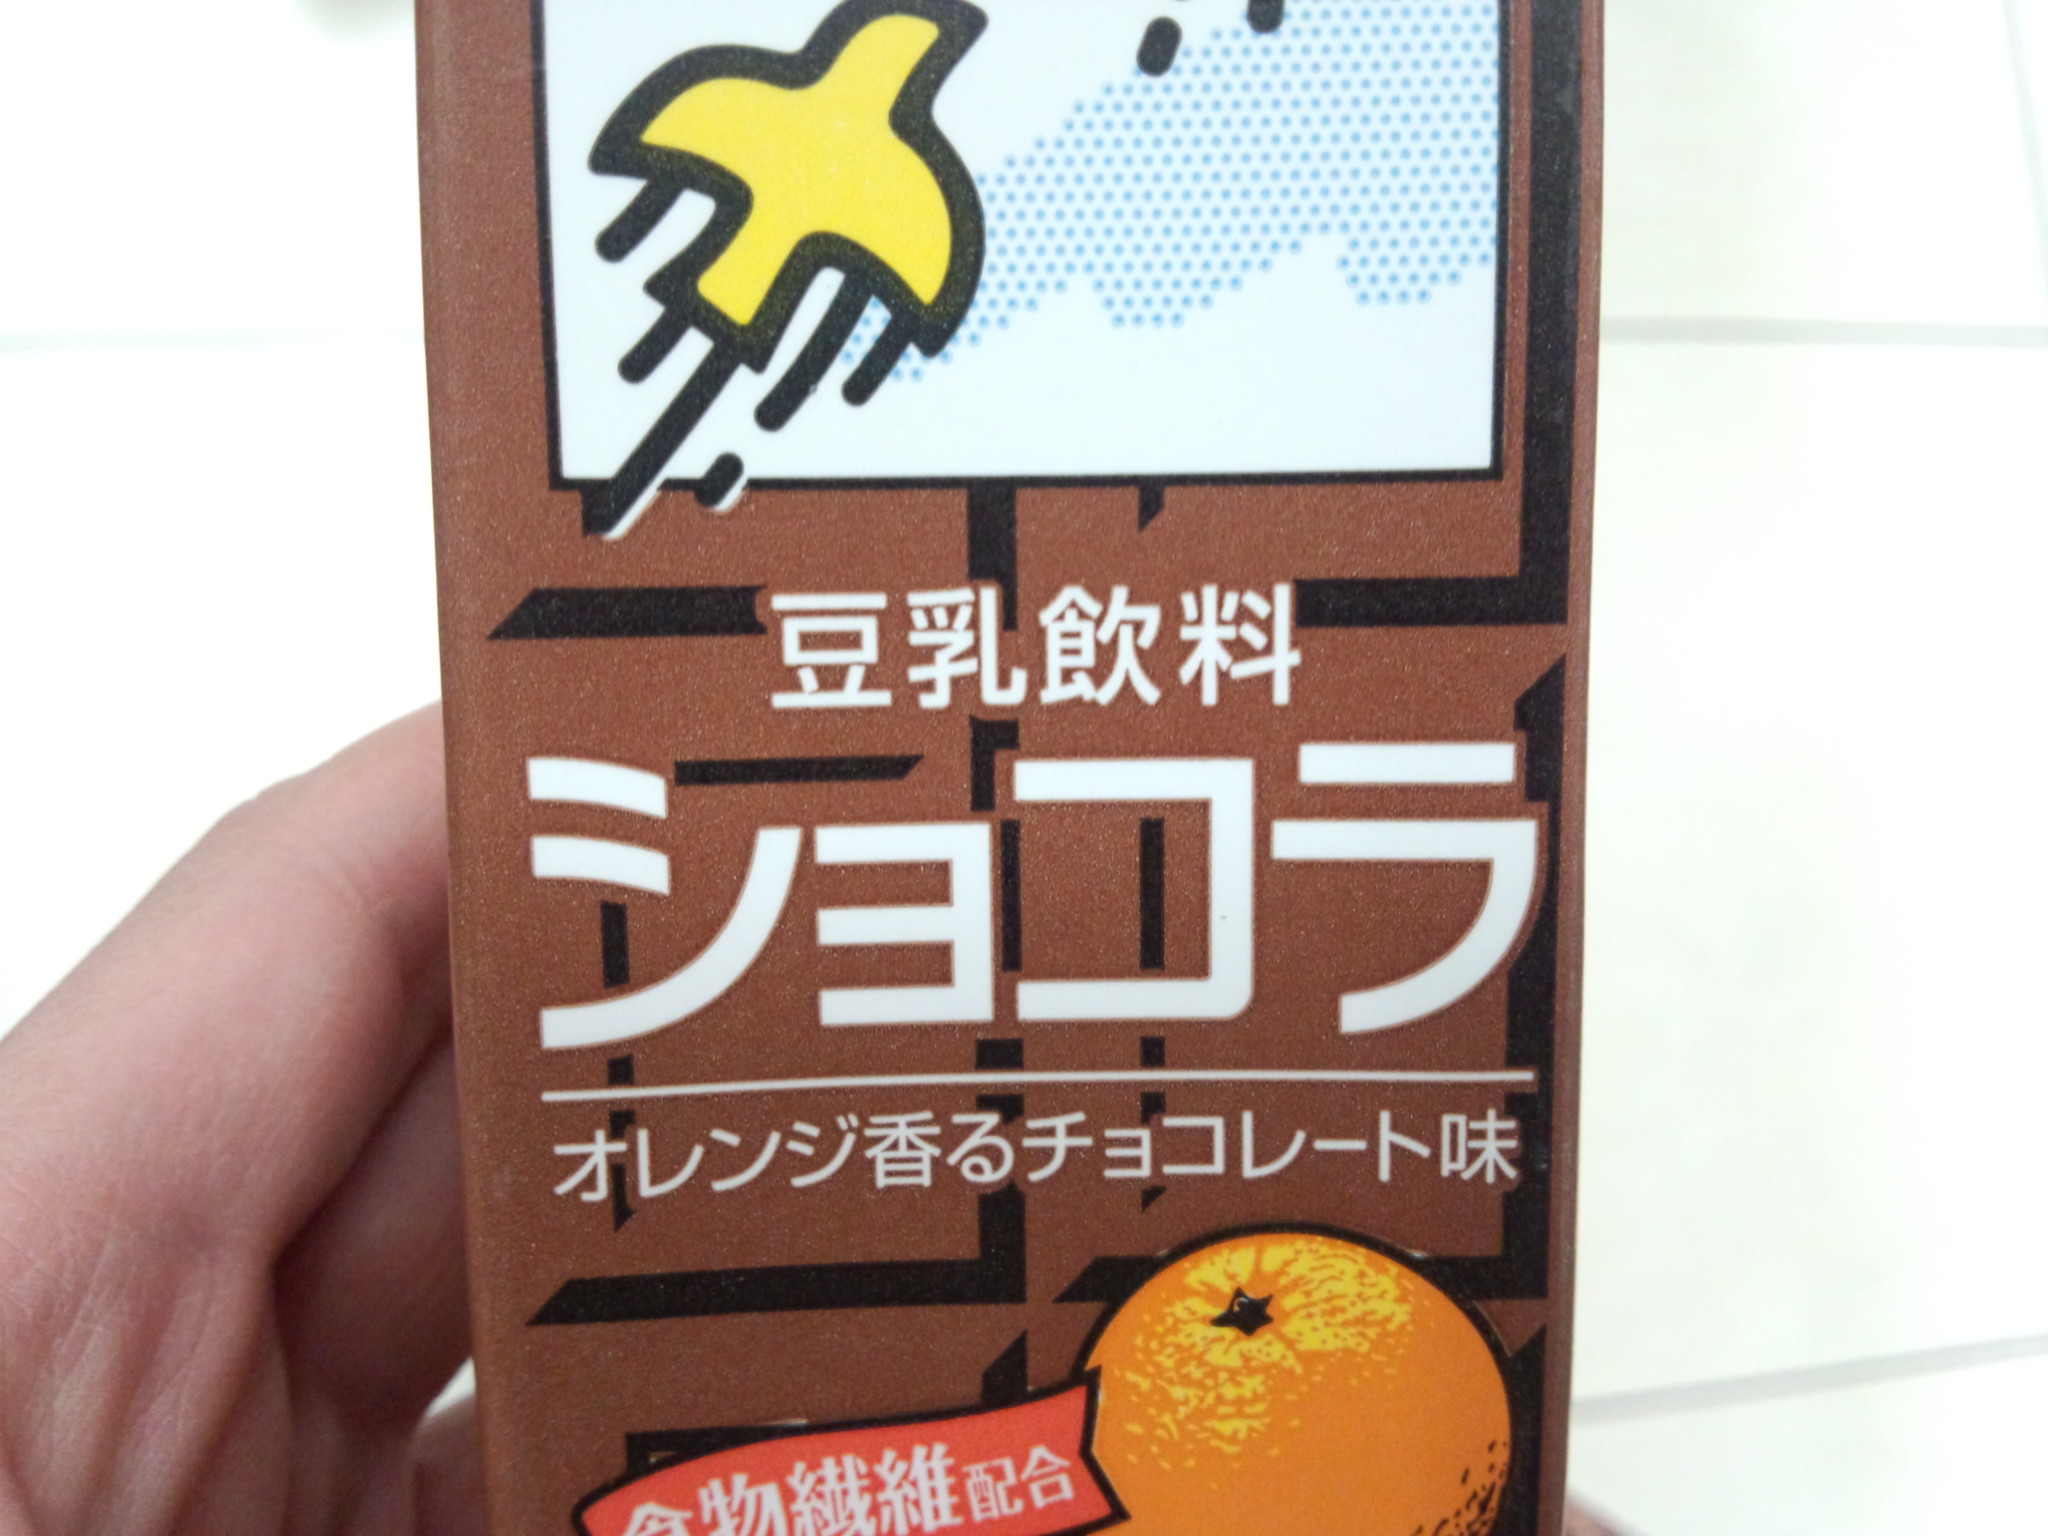 豆乳飲料
ショコラ
オレンジ香るチョコレート味
食物繊維配合